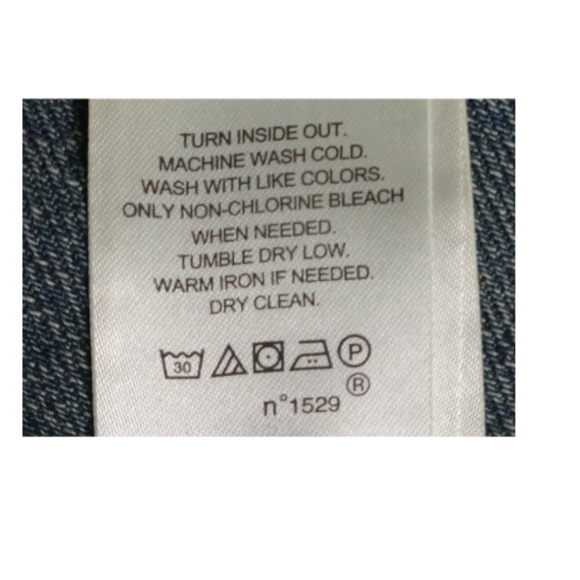 TURN INSIDE OUT.
MACHINE WASH COLD.
WASH WITH LIKE COLORS.
ONLY NON-CHLORINE BLEACH
WHEN NEEDED.
TUMBLE DRY LOW.
WARM IRON IF NEEDED.
DRY CLEAN.
30 P
®
n°1529